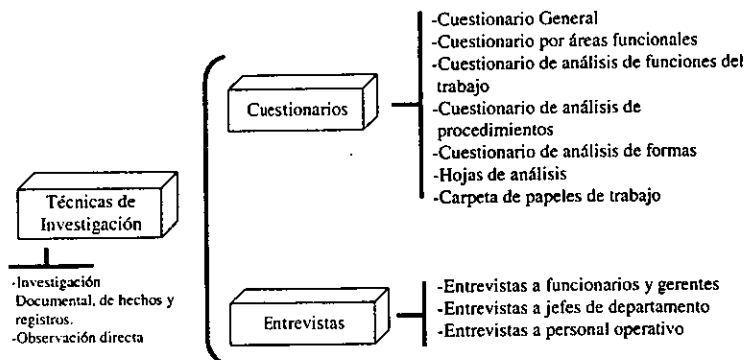 Técnicas de
Investigación
-Investigación
Documental, de hechos y
registros.
-Observación directa
Cuestionarios
-Cuestionario General
-Cuestionario por áreas funcionales
-Cuestionario de análisis de funciones del
trabajo
-Cuestionario de análisis de
procedimientos
-Cuestionario de análisis de formas
-Hojas de análisis
-Carpeta de papeles de trabajo
Entrevistas
-Entrevistas a funcionarios y gerentes
-Entrevistas a jefes de departamento
-Entrevistas a personal operativo